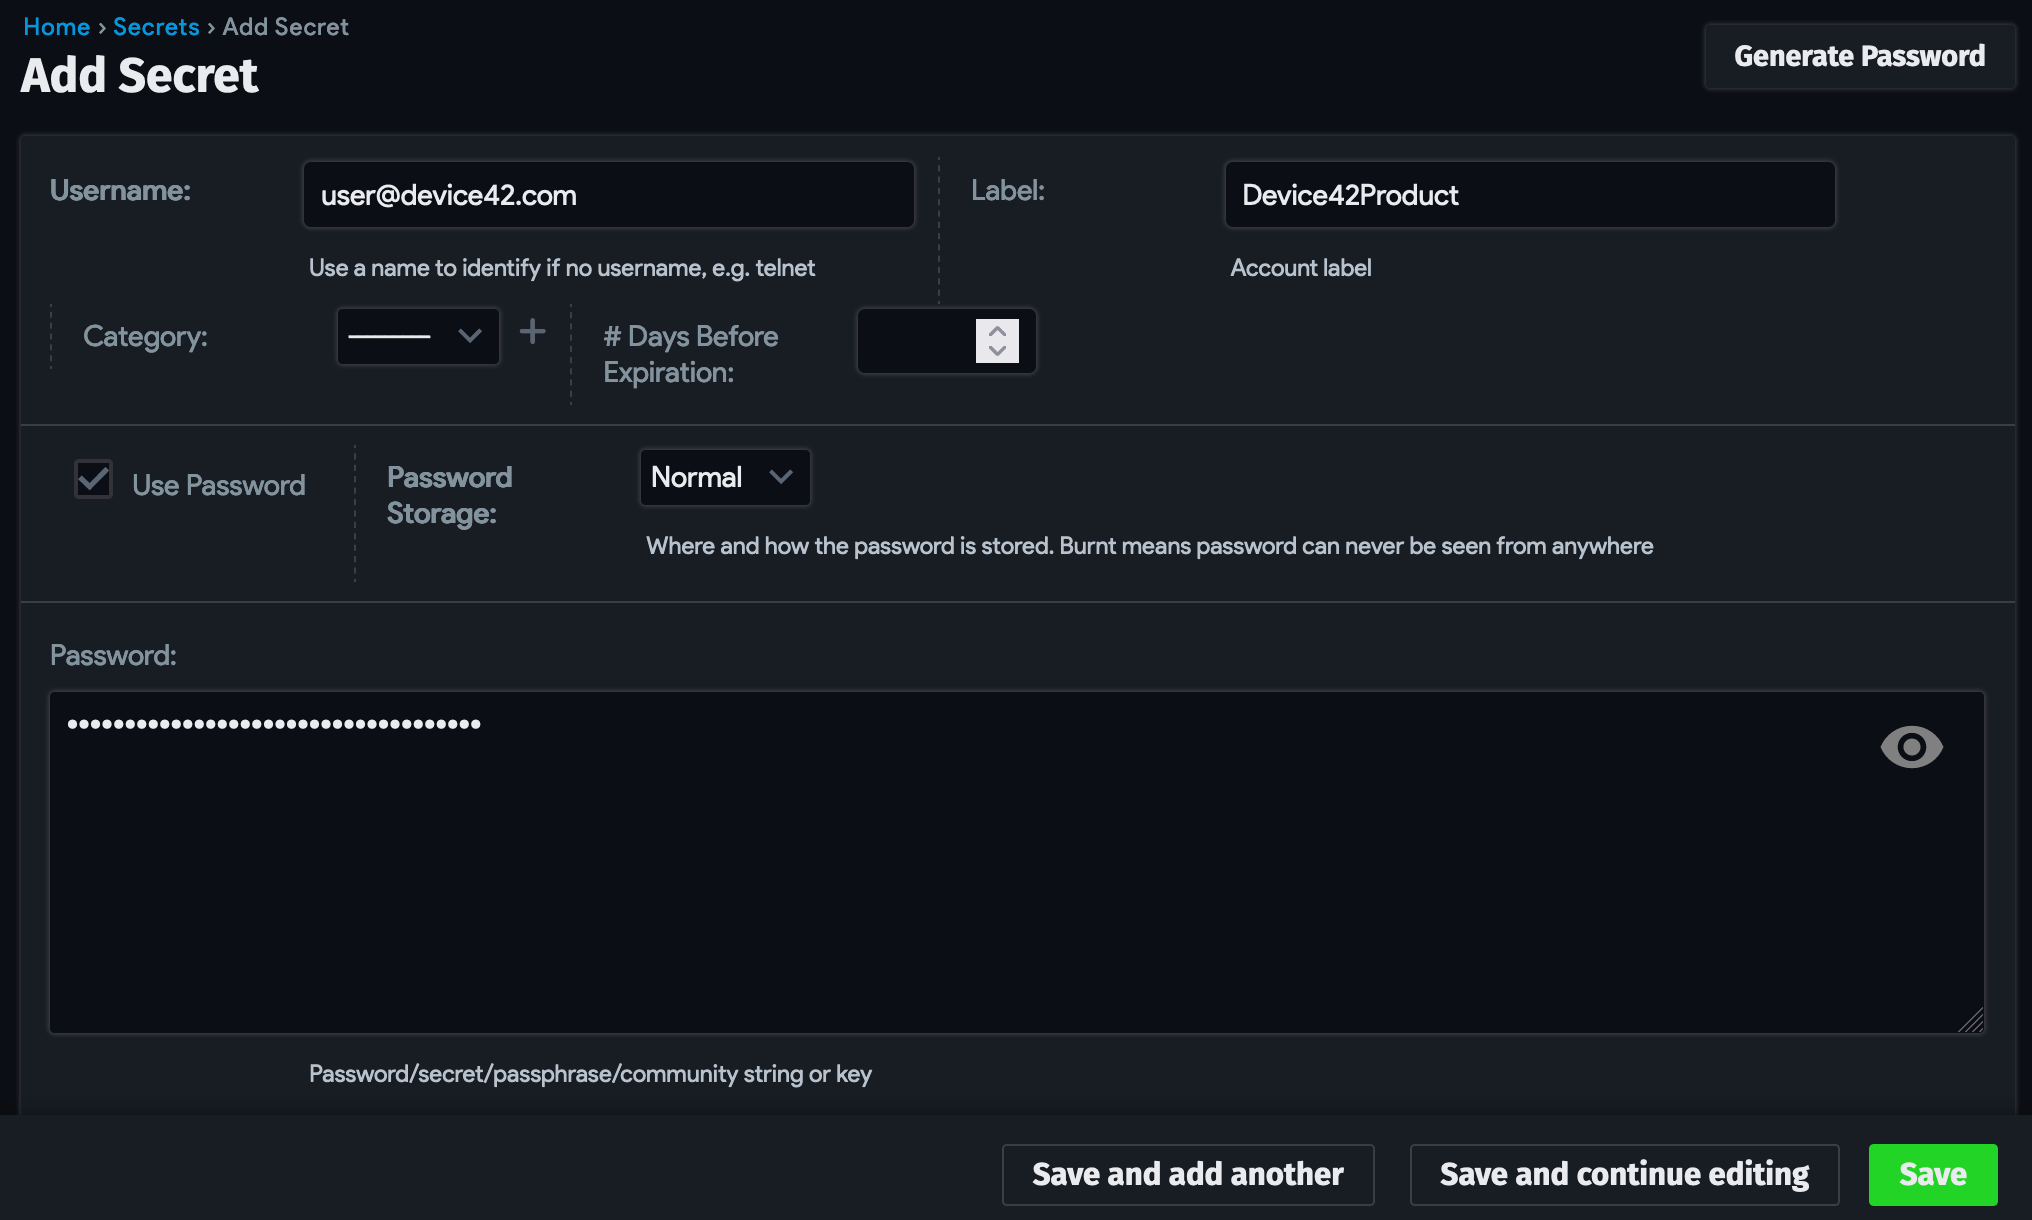 Home › Secrets › Add Secret
Add Secret
Generate Password
Username:
user@device42.com
Use a name to identify if no username, e.g. telnet
Label:
Device42Product
Account label
Category:
# Days Before
Expiration:
Use Password
Password
Storage:
Normal
Where and how the password is stored. Burnt means password can never be seen from anywhere
Password:
••••••••••••••••••••••••••••••••••••
Password/secret/passphrase/community string or key
Save and add another
Save and continue editing
Save